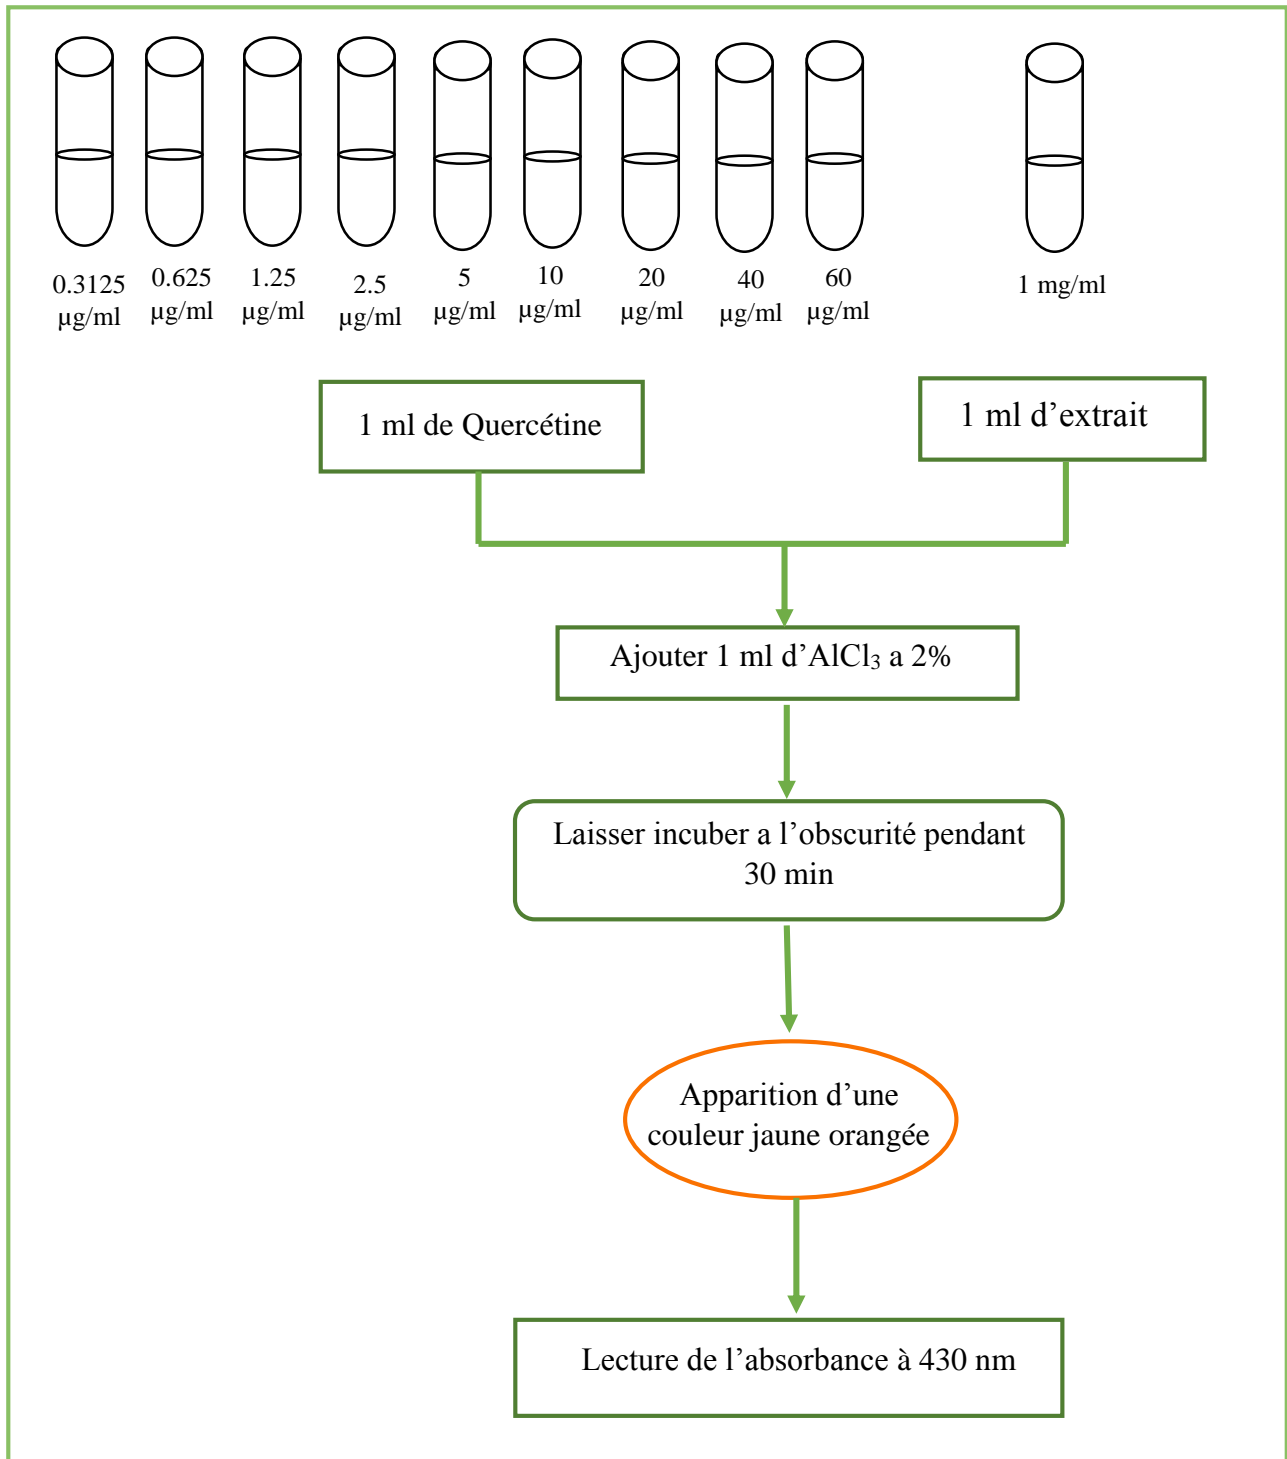 0.3125
µg/ml
0.625
µg/ml
1.25
µg/ml
2.5
µg/ml
5
µg/ml
10
µg/ml
20
µg/ml
40
µg/ml
60
µg/ml
1 mg/ml
1 ml de Quercétine
1 ml d’extrait
Ajouter 1 ml d’AlCl₃ a 2%
Laisser incuber a l’obscurité pendant
30 min
Apparition d’une
couleur jaune orangée
Lecture de l’absorbance à 430 nm